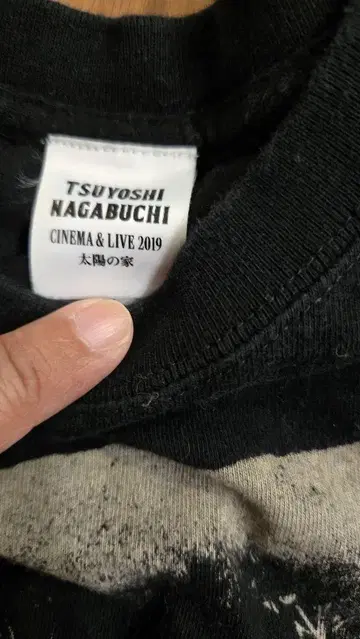 TSUYOSHI
NAGABUCHI
CINEMA & LIVE 2019
太陽の家